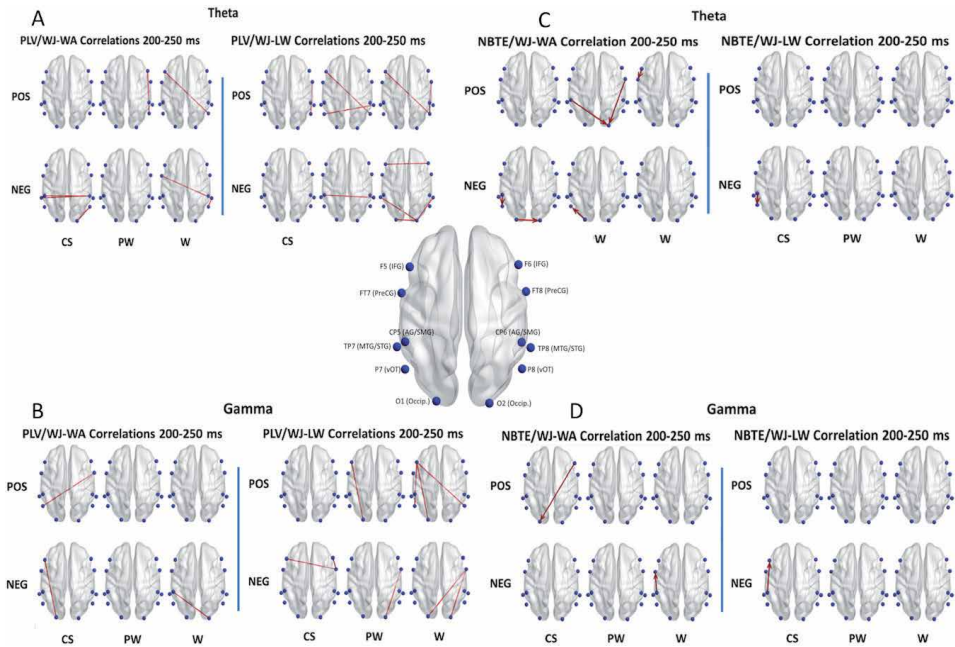 A
Theta
PLV/WJ-WA Correlations 200-250 ms
PLV/WJ-LW Correlations 200-250 ms
POS
POS
NEG
NEG
CS
PW
W
CS
C
Theta
NBTE/WJ-WA Correlation 200-250 ms
NBTE/WJ-LW Correlation 200-250 ms
POS
POS
NEG
NEG
W
W
CS
PW
W
F5 (IFG)
F6 (IFG)
FT7 (PreCG)
FT8 (PreCG)
CP5 (AG/SMG)
CP6 (AG/SMG)
TP7 (MTG/STG)
TP8 (MTG/STG)
P7 (vOT)
P8 (vOT)
O1 (Occip.)
O2 (Occip.)
B
Gamma
PLV/WJ-WA Correlations 200-250 ms
PLV/WJ-LW Correlations 200-250 ms
POS
POS
NEG
NEG
CS
PW
W
CS
PW
W
D
Gamma
NBTE/WJ-WA Correlation 200-250 ms
NBTE/WJ-LW Correlation 200-250 ms
POS
POS
NEG
NEG
CS
PW
W
CS
PW
W